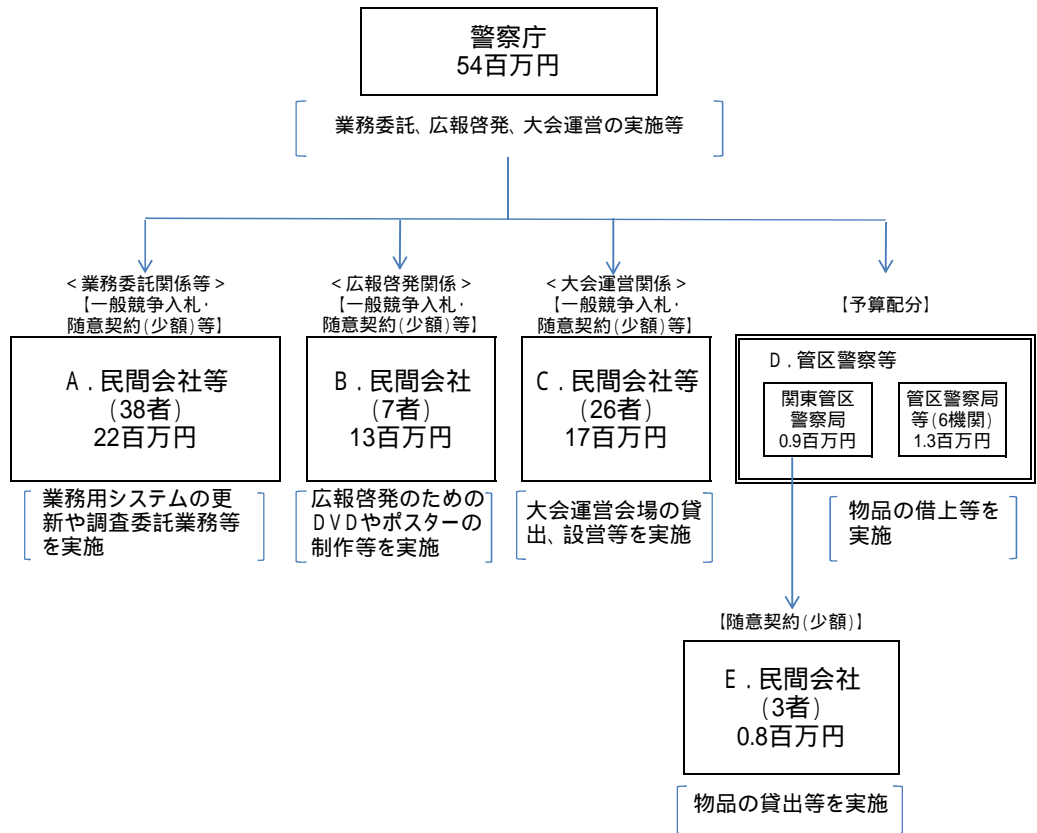 警察庁
54百万円
業務委託、広報啓発、大会運営の実施等
<業務委託関係等>
【一般競争入札・
随意契約(少額)等】
A.民間会社等
(38者)
22百万円
業務用システムの更
新や調査委託業務等
を実施
<広報啓発関係>
【一般競争入札・
随意契約(少額)等】
B.民間会社
(7者)
13百万円
広報啓発のための
DVDやポスターの
制作等を実施
<大会運営関係>
【一般競争入札・
随意契約(少額)等】
C.民間会社等
(26者)
17百万円
大会運営会場の貸
出、設営等を実施
【予算配分】
D.管区警察等
関東管区
警察局
0.9百万円
管区警察局
等(6機関)
1.3百万円
物品の借上等を
実施
【随意契約(少額)】
E.民間会社
(3者)
0.8百万円
物品の貸出等を実施